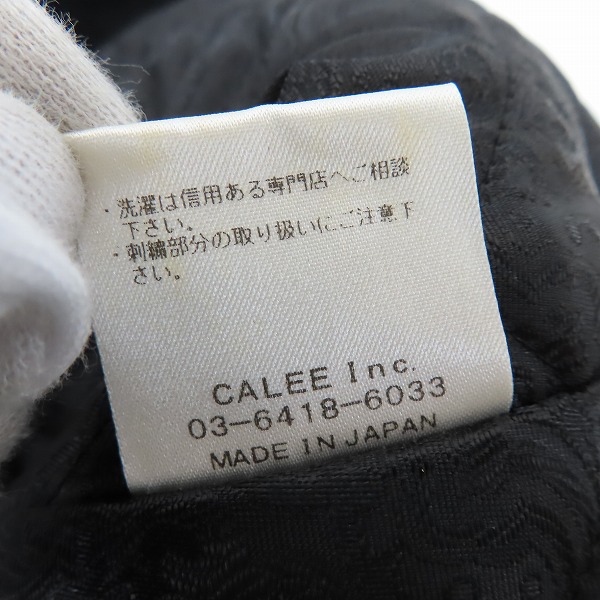 ・洗濯は信用ある専門店へご相談
下さい。
・刺繍部分の取り扱いにご注意下
さい。
CALEE Inc.
03-6418-6033
MADE IN JAPAN